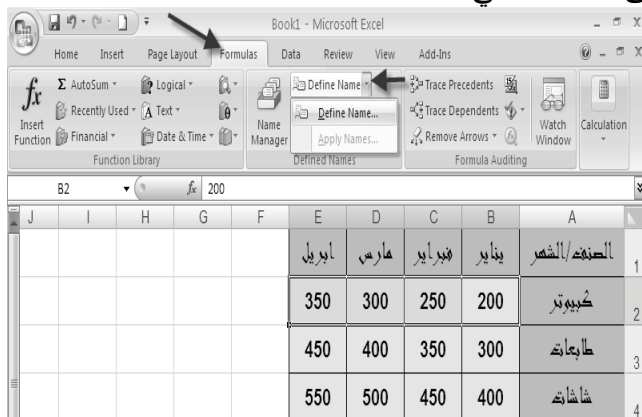 Book1 - Microsoft Excel
Home Insert Page Layout Formulas Data Review View Add-Ins
fx Σ AutoSum Logical Define Name Trace Precedents
Recently Used Text Define Name... Trace Dependents
Insert Function Financial Date & Time Name Manager Apply Names... Remove Arrows Watch Window Calculation
Function Library Defined Names Formula Auditing
B2 fx 200
J I H G F E D C B A
الصنف/الشهر يناير فبراير مارس ابريل 1
كمبيوتر 200 250 300 350 2
طابعات 300 350 400 450 3
شاشات 400 450 500 550 4